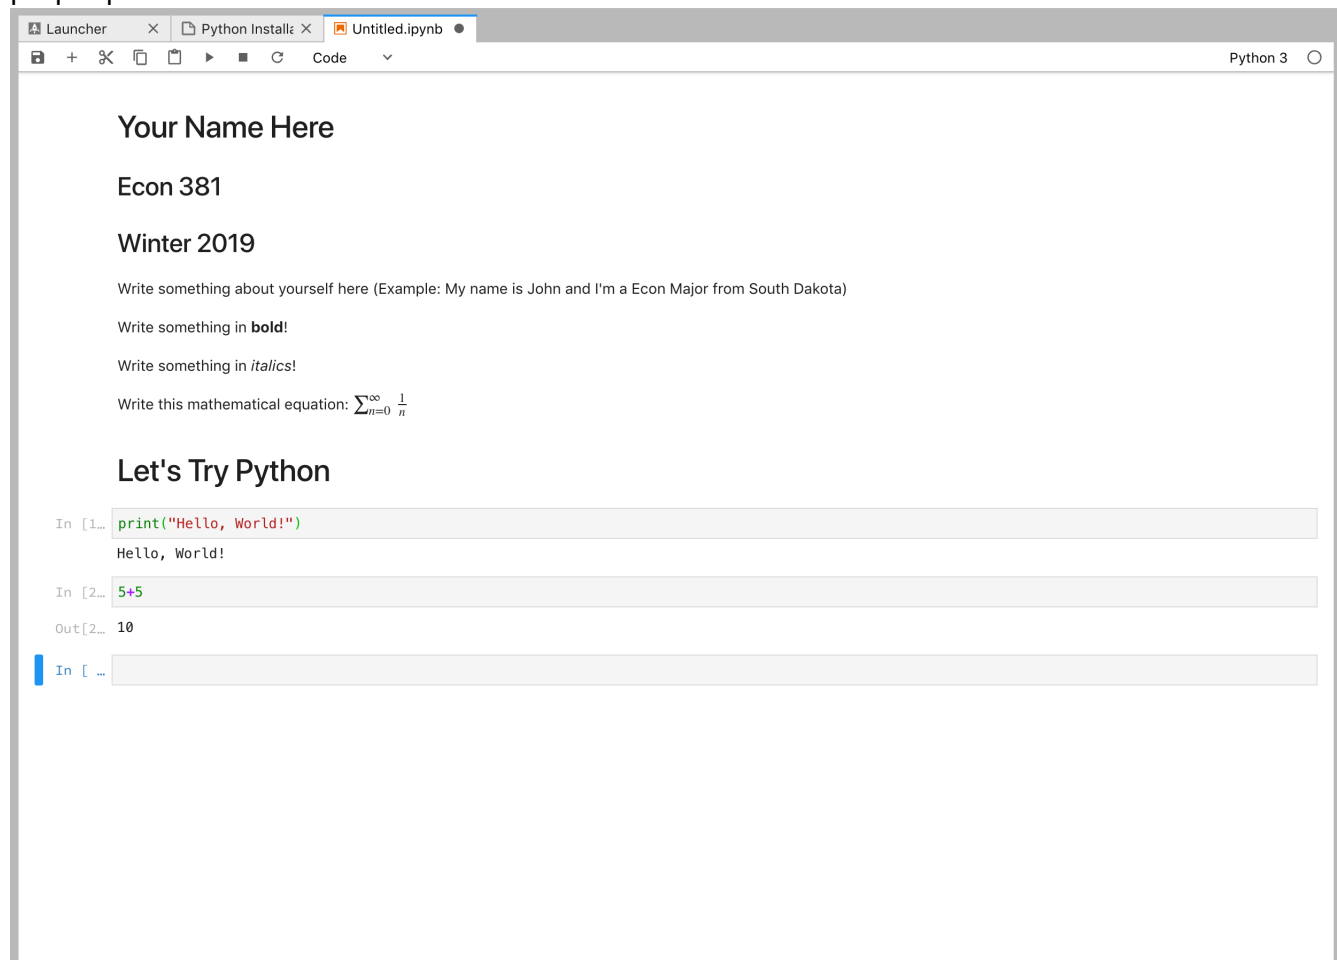 Launcher
Python Installa
Untitled.ipynb
Code
Python 3
Your Name Here
Econ 381
Winter 2019
Write something about yourself here (Example: My name is John and I'm a Econ Major from South Dakota)
Write something in bold!
Write something in italics!
Write this mathematical equation: ∑_{n=0}^{∞} 1/n
Let's Try Python
In [1… print("Hello, World!")
Hello, World!
In [2… 5+5
Out[2… 10
In [ …